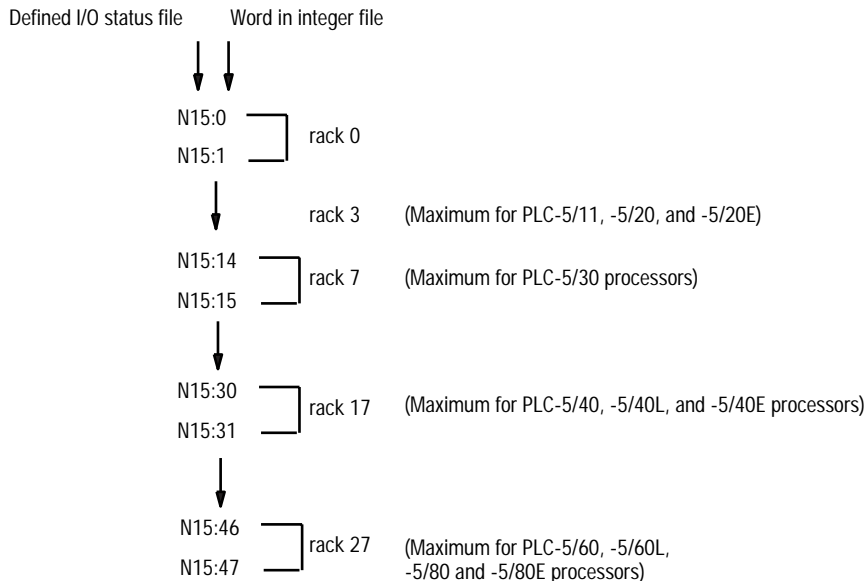 Defined I/O status file Word in integer file
N15:0
rack 0
N15:1
rack 3 (Maximum for PLC-5/11, -5/20, and -5/20E)
N15:14
rack 7 (Maximum for PLC-5/30 processors)
N15:15
N15:30
rack 17 (Maximum for PLC-5/40, -5/40L, and -5/40E processors)
N15:31
N15:46
rack 27 (Maximum for PLC-5/60, -5/60L,
N15:47
-5/80 and -5/80E processors)